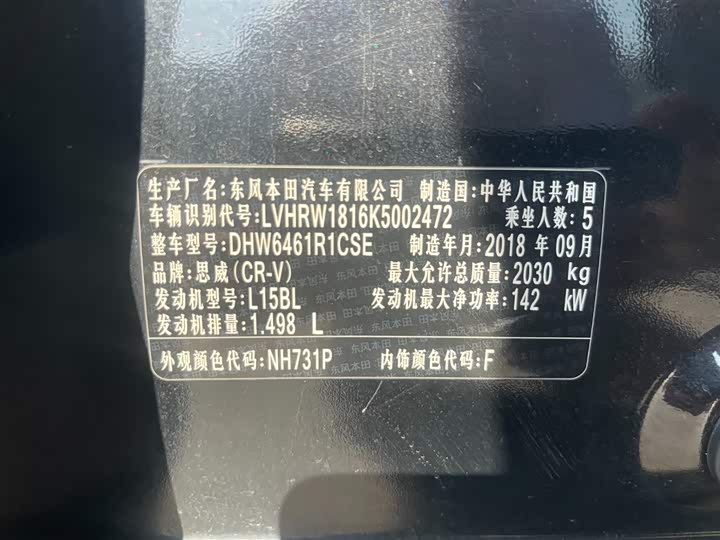 生产厂名:东风本田汽车有限公司 制造国:中华人民共和国
车辆识别代号:LVHRW1816K5002472 乘坐人数:5
整车型号:DHW6461R1CSE 制造年月:2018 年 09月
品牌:思威(CR-V) 最大允许总质量:2030 kg
发动机型号:L15BL 发动机最大净功率:142 kW
发动机排量:1.498 L
外观颜色代码:NH731P 内饰颜色代码:F